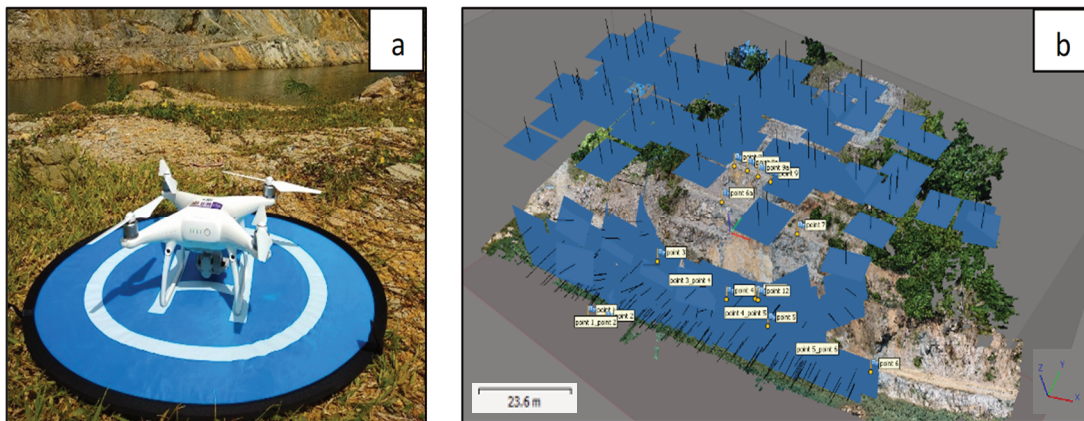 a
b
point 9a
point 9
point 6a
point 7
point 3
point 3_point 4
point 4
point 12
point 4_point 5
point 5
point 1
point 2
point 1_point 2
point 5_point 6
point 6
23.6 m
Z
Y
X